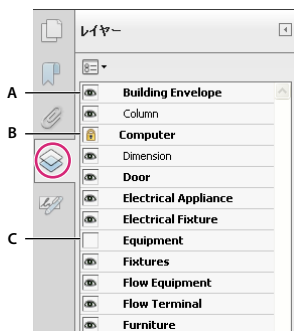 レイヤー
A
Building Envelope
Column
B
Computer
Dimension
Door
Electrical Appliance
Electrical Fixture
C
Equipment
Fixtures
Flow Equipment
Flow Terminal
Furniture